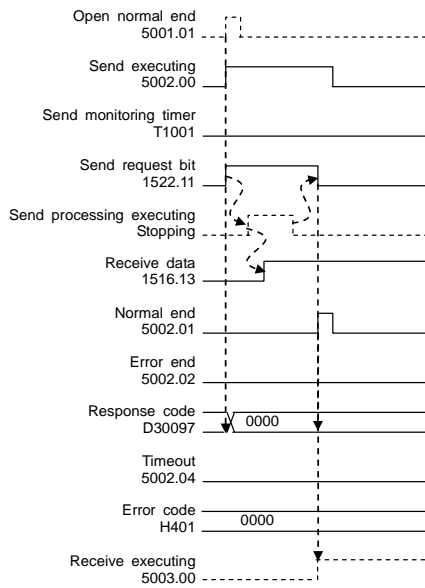 Open normal end
5001.01
Send executing
5002.00
Send monitoring timer
T1001
Send request bit
1522.11
Send processing executing
Stopping
Receive data
1516.13
Normal end
5002.01
Error end
5002.02
Response code
D30097
0000
Timeout
5002.04
Error code
H401
0000
Receive executing
5003.00